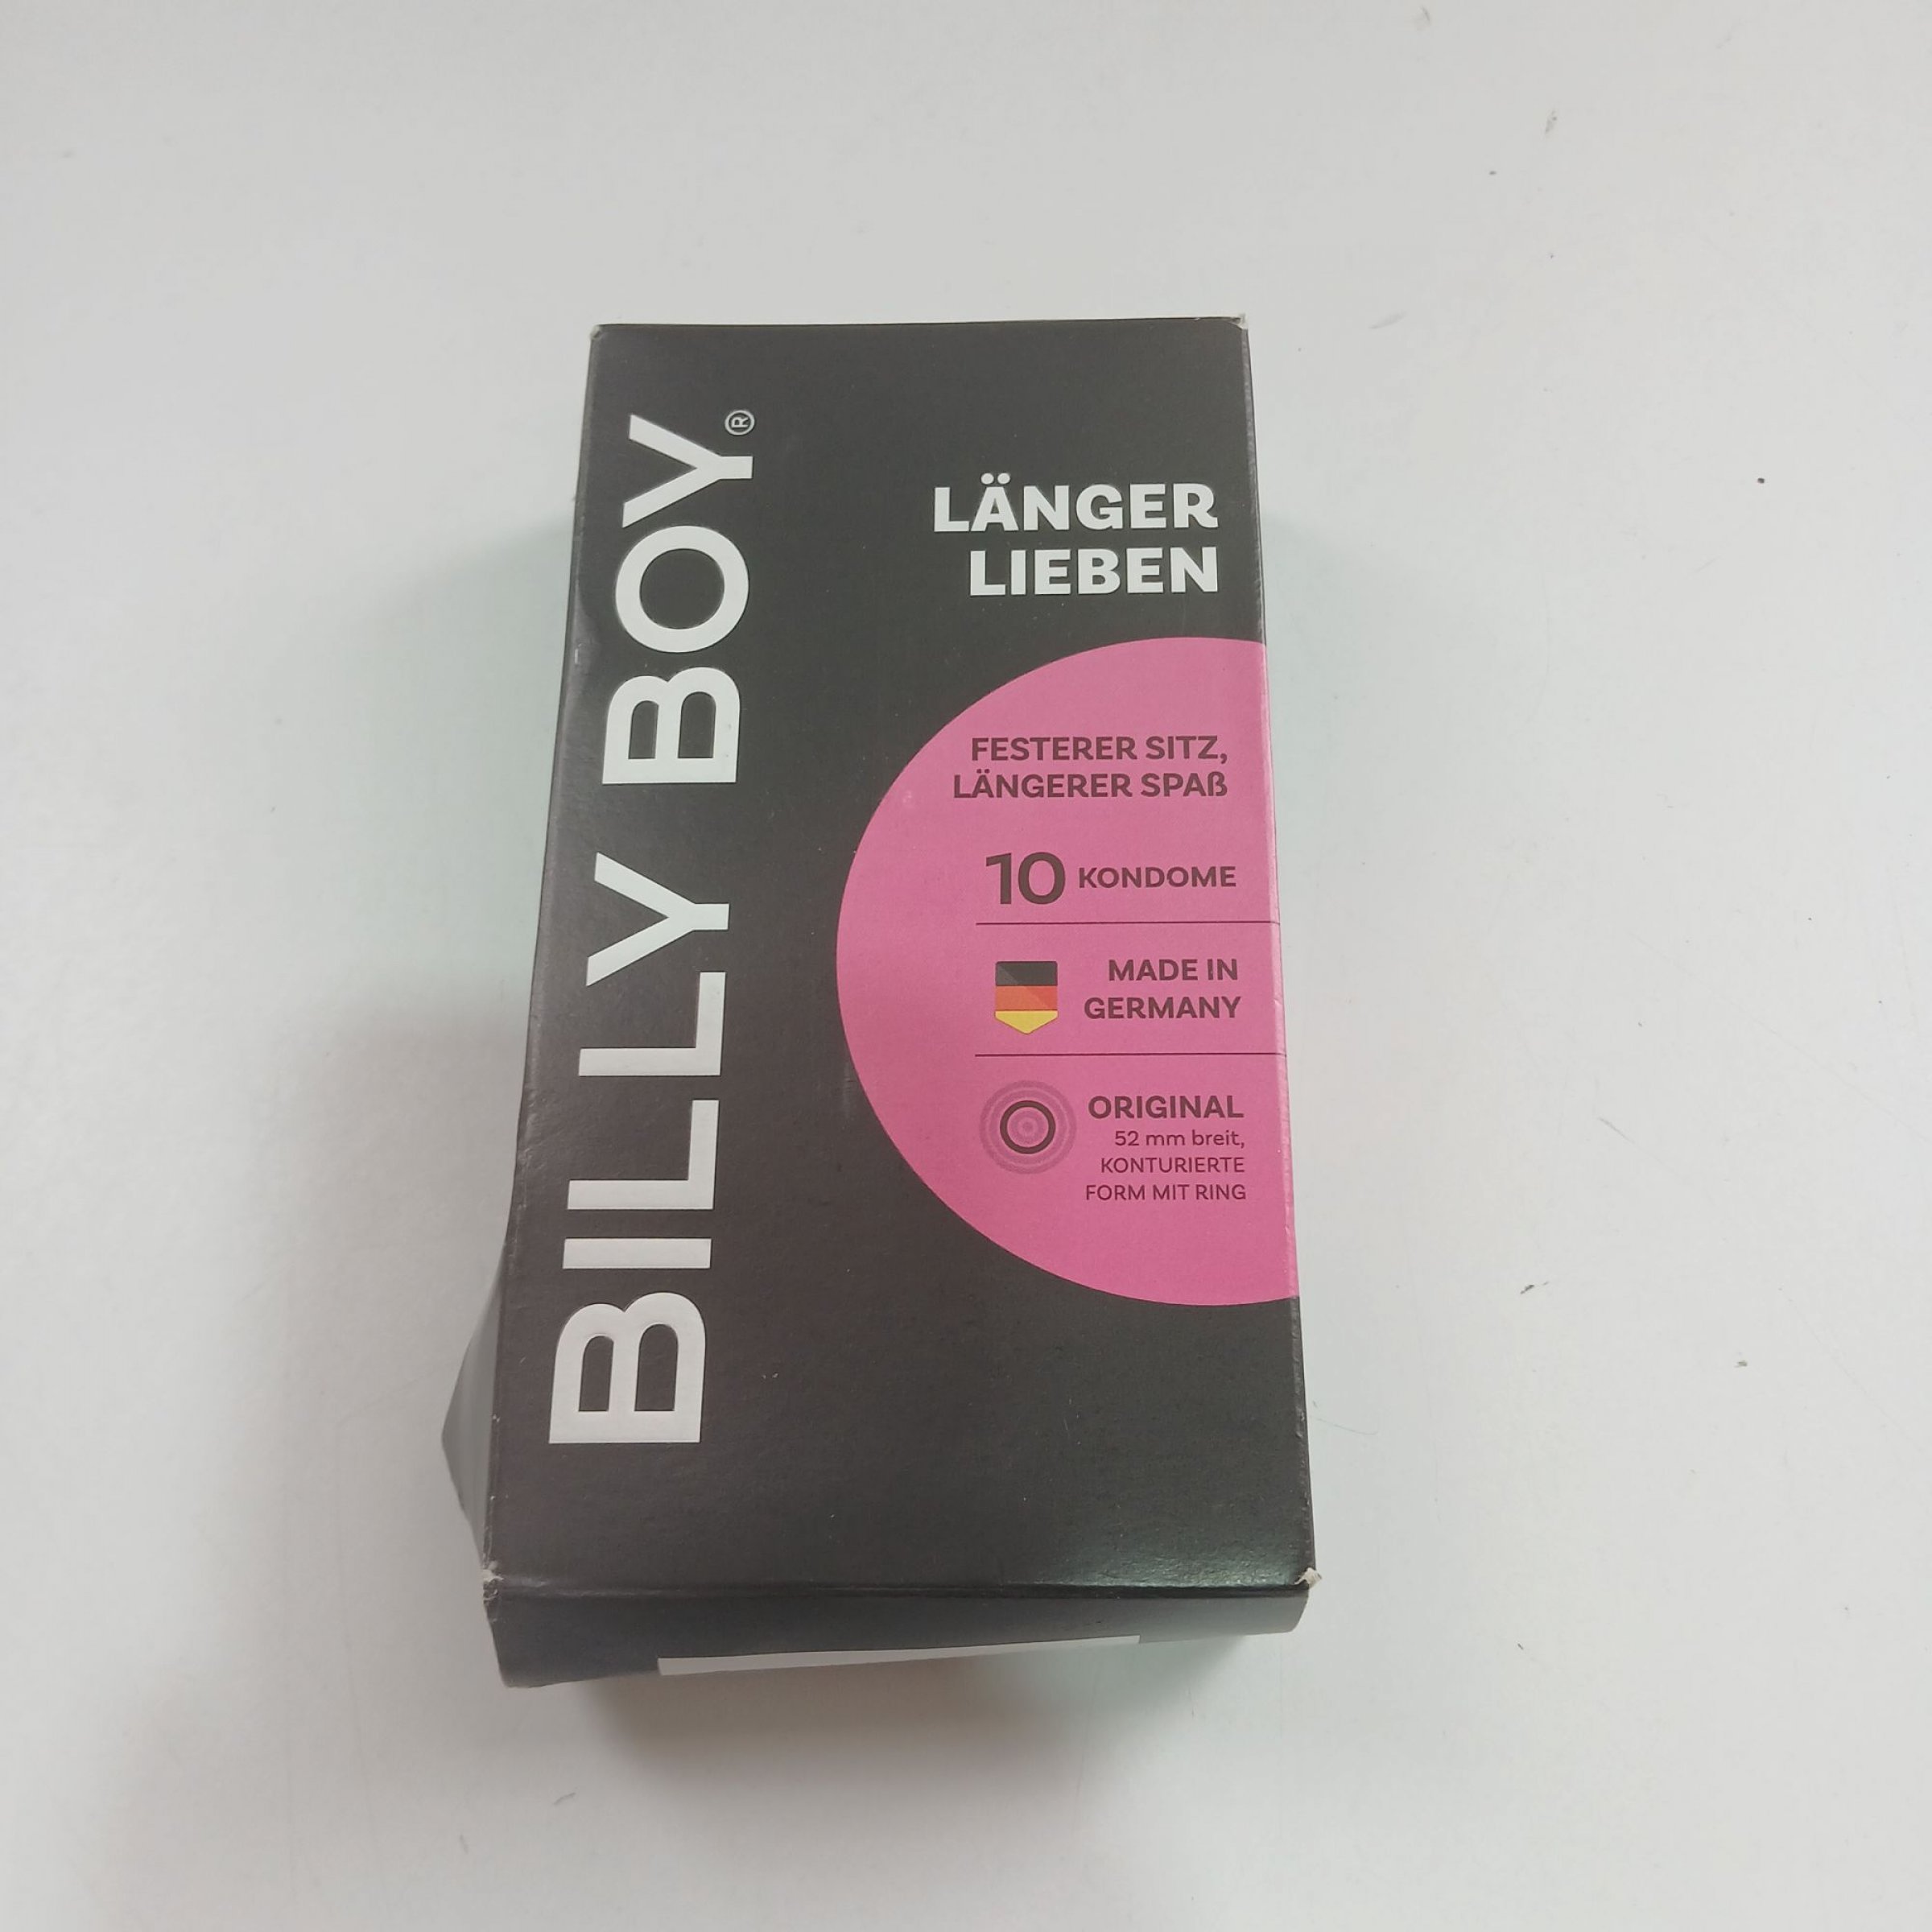 BILLY BOY®
LÄNGER
LIEBEN
FESTERER SITZ,
LÄNGERER SPAß
10 KONDOME
MADE IN
GERMANY
ORIGINAL
52 mm breit,
KONTURIERTE
FORM MIT RING